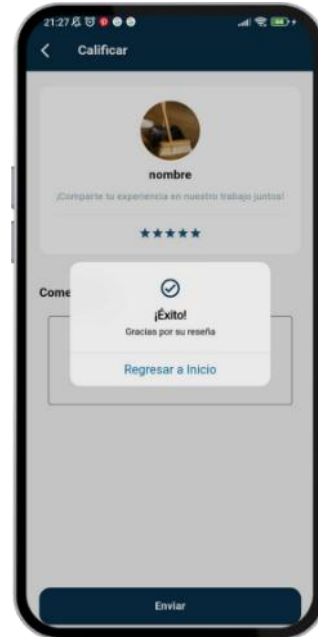 21:27
Calificar
nombre
¡Comparte tu experiencia en nuestro trabajo juntos!
Come
¡Éxito!
Gracias por su reseña
Regresar a Inicio
Enviar